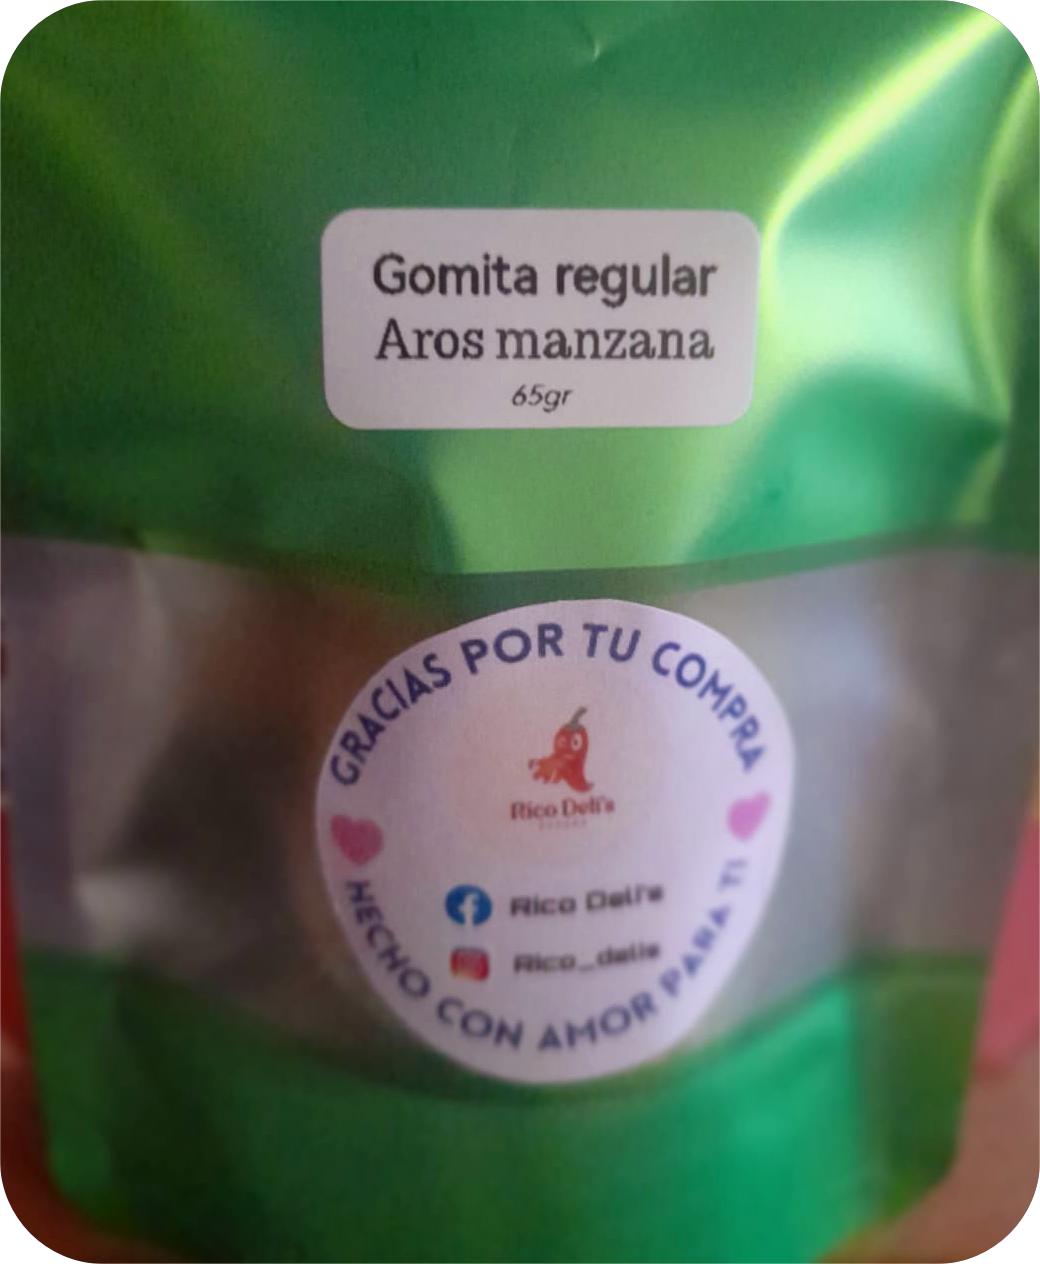 Gomita regular
Aros manzana
65gr
GRACIAS POR TU COMPRA
Rico Deli's
Rico Deli's
Rico_delis
HECHO CON AMOR PARA TI